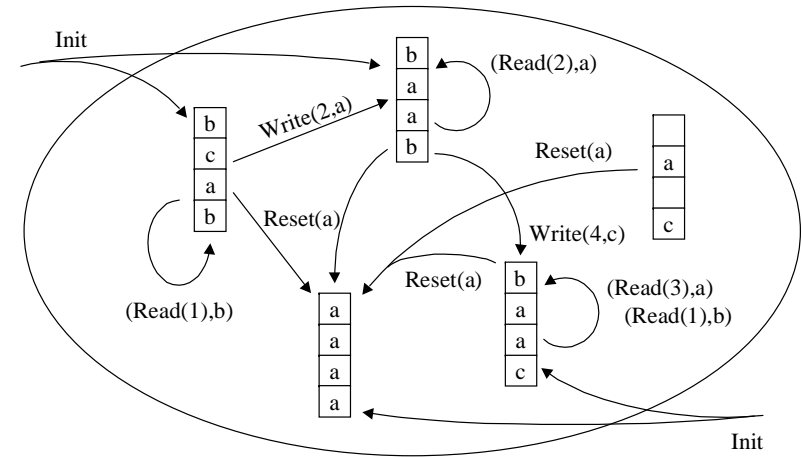 Init
b
a
a
b
(Read(2),a)
b
c
a
b
Write(2,a)
a
c
Reset(a)
Reset(a)
Write(4,c)
(Read(1),b)
a
a
a
a
Reset(a)
b
a
a
c
(Read(3),a)
(Read(1),b)
Init